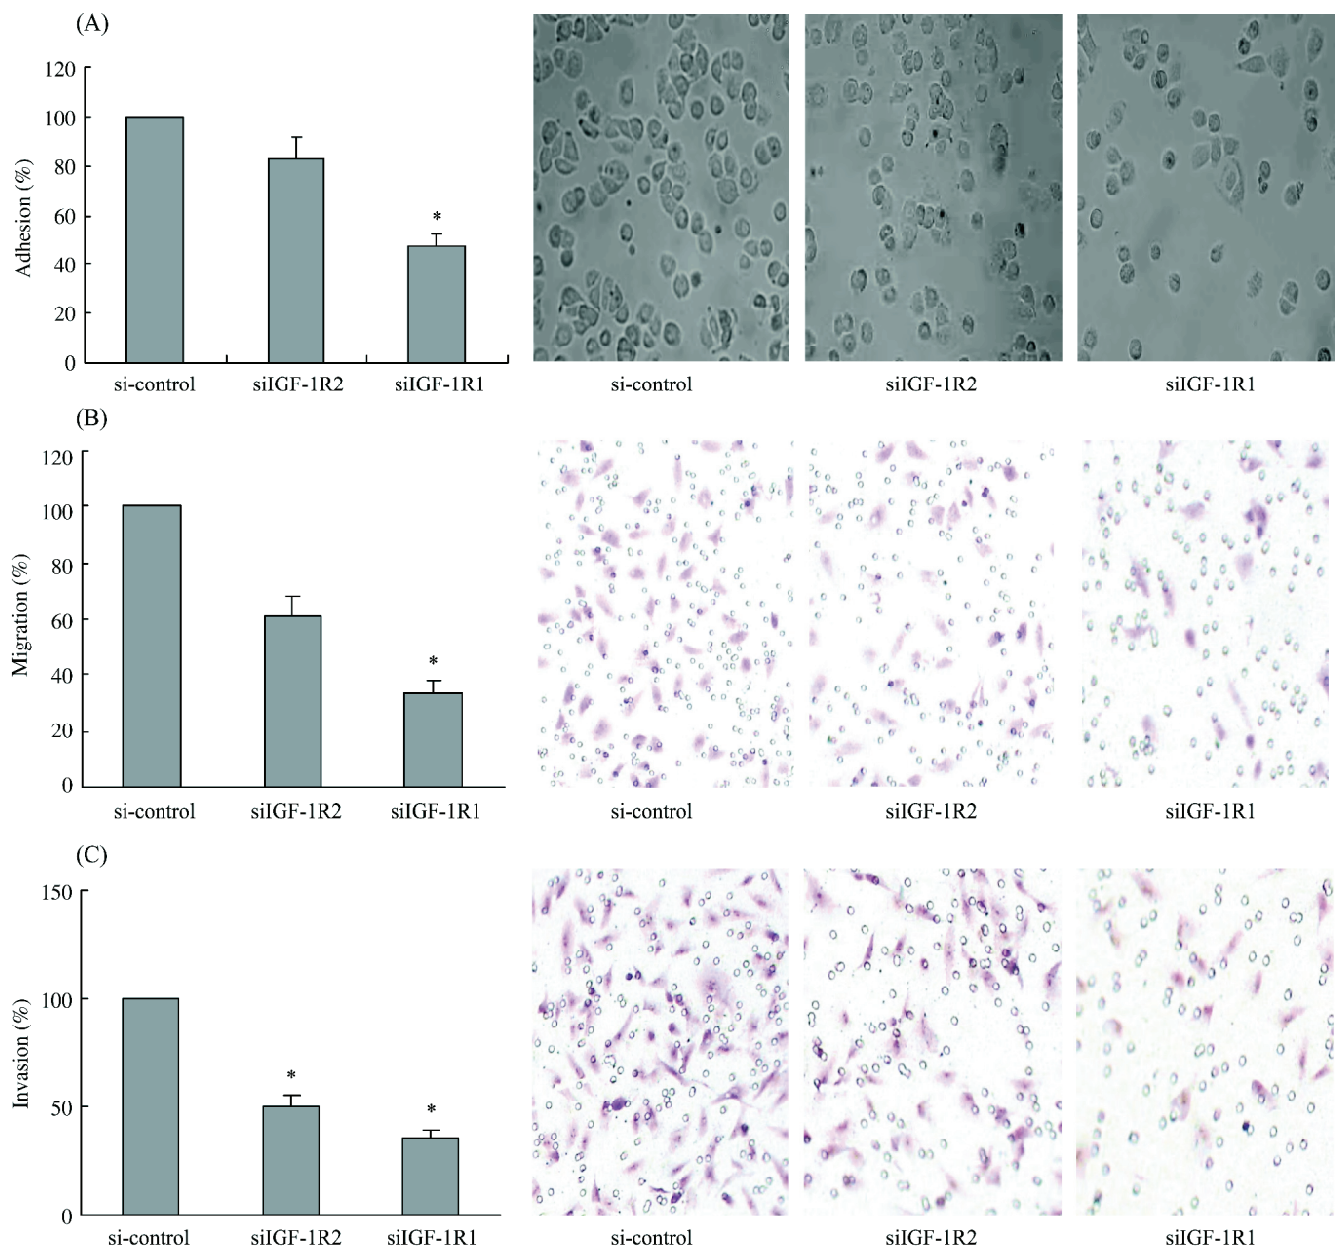 (A)
120
100
80
60
40
20
0
Adhesion (%)
*
si-control
siIGF-1R2
siIGF-1R1
si-control
siIGF-1R2
siIGF-1R1
(B)
120
100
80
60
40
20
0
Migration (%)
*
si-control
siIGF-1R2
siIGF-1R1
si-control
siIGF-1R2
siIGF-1R1
(C)
150
100
50
0
Invasion (%)
*
*
si-control
siIGF-1R2
siIGF-1R1
si-control
siIGF-1R2
siIGF-1R1